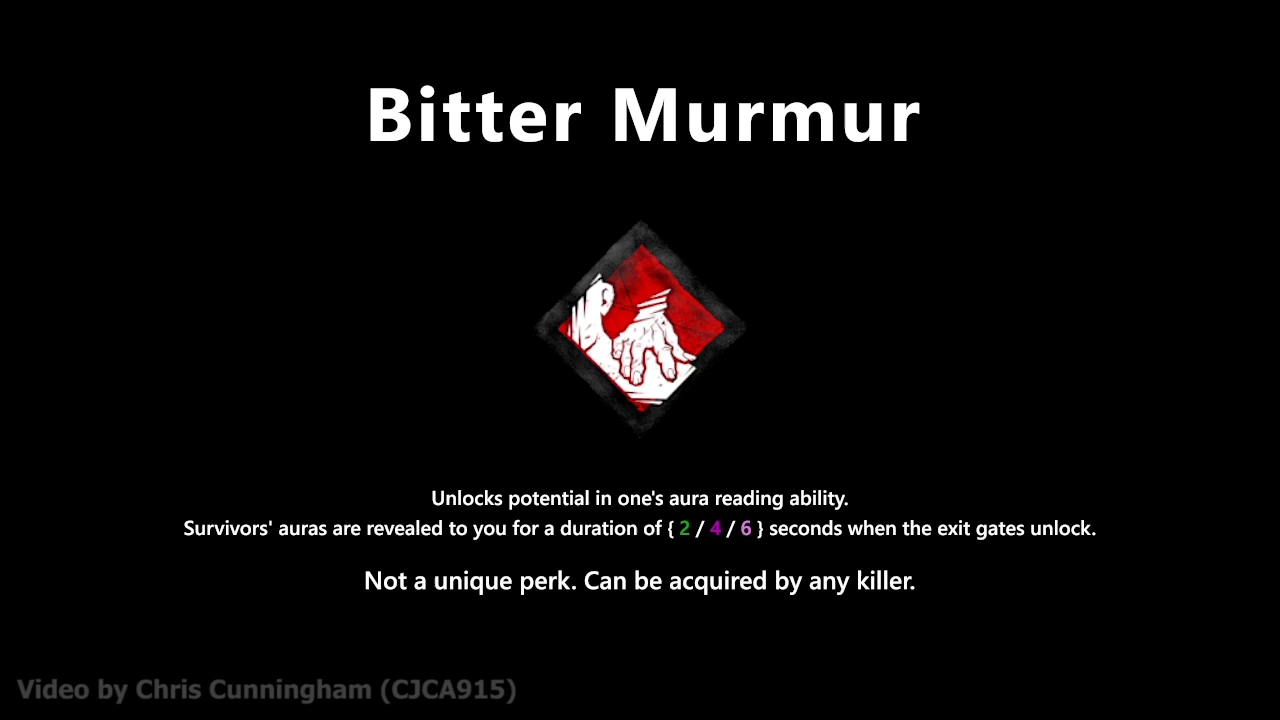 Bitter Murmur
Unlocks potential in one's aura reading ability.
Survivors' auras are revealed to you for a duration of { 2 / 4 / 6 } seconds when the exit gates unlock.
Not a unique perk. Can be acquired by any killer.
Video by Chris Cunningham (CJCA915)